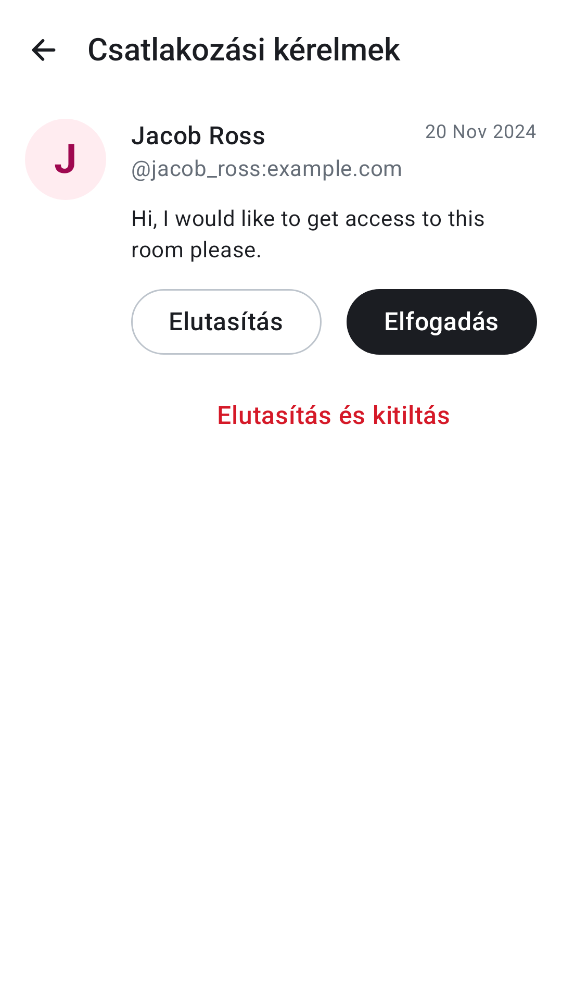 Csatlakozási kérelmek
J
Jacob Ross
20 Nov 2024
@jacob_ross:example.com
Hi, I would like to get access to this
room please.
Elutasítás
Elfogadás
Elutasítás és kitiltás